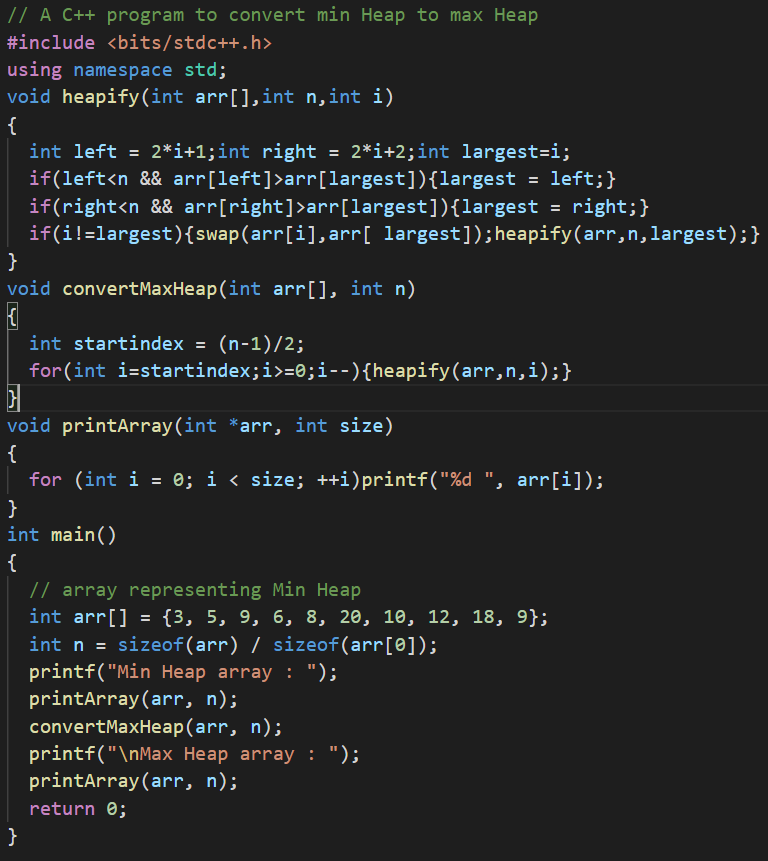 // A C++ program to convert min Heap to max Heap
#include <bits/stdc++.h>
using namespace std;
void heapify(int arr[],int n,int i)
{
  int left = 2*i+1;int right = 2*i+2;int largest=i;
  if(left<n && arr[left]>arr[largest]){largest = left;}
  if(right<n && arr[right]>arr[largest]){largest = right;}
  if(i!=largest){swap(arr[i],arr[ largest]);heapify(arr,n,largest);}
}
void convertMaxHeap(int arr[], int n)
{
  int startindex = (n-1)/2;
  for(int i=startindex;i>=0;i--){heapify(arr,n,i);}
}
void printArray(int *arr, int size)
{
  for (int i = 0; i < size; ++i)printf("%d ", arr[i]);
}
int main()
{
  // array representing Min Heap
  int arr[] = {3, 5, 9, 6, 8, 20, 10, 12, 18, 9};
  int n = sizeof(arr) / sizeof(arr[0]);
  printf("Min Heap array : ");
  printArray(arr, n);
  convertMaxHeap(arr, n);
  printf("\nMax Heap array : ");
  printArray(arr, n);
  return 0;
}